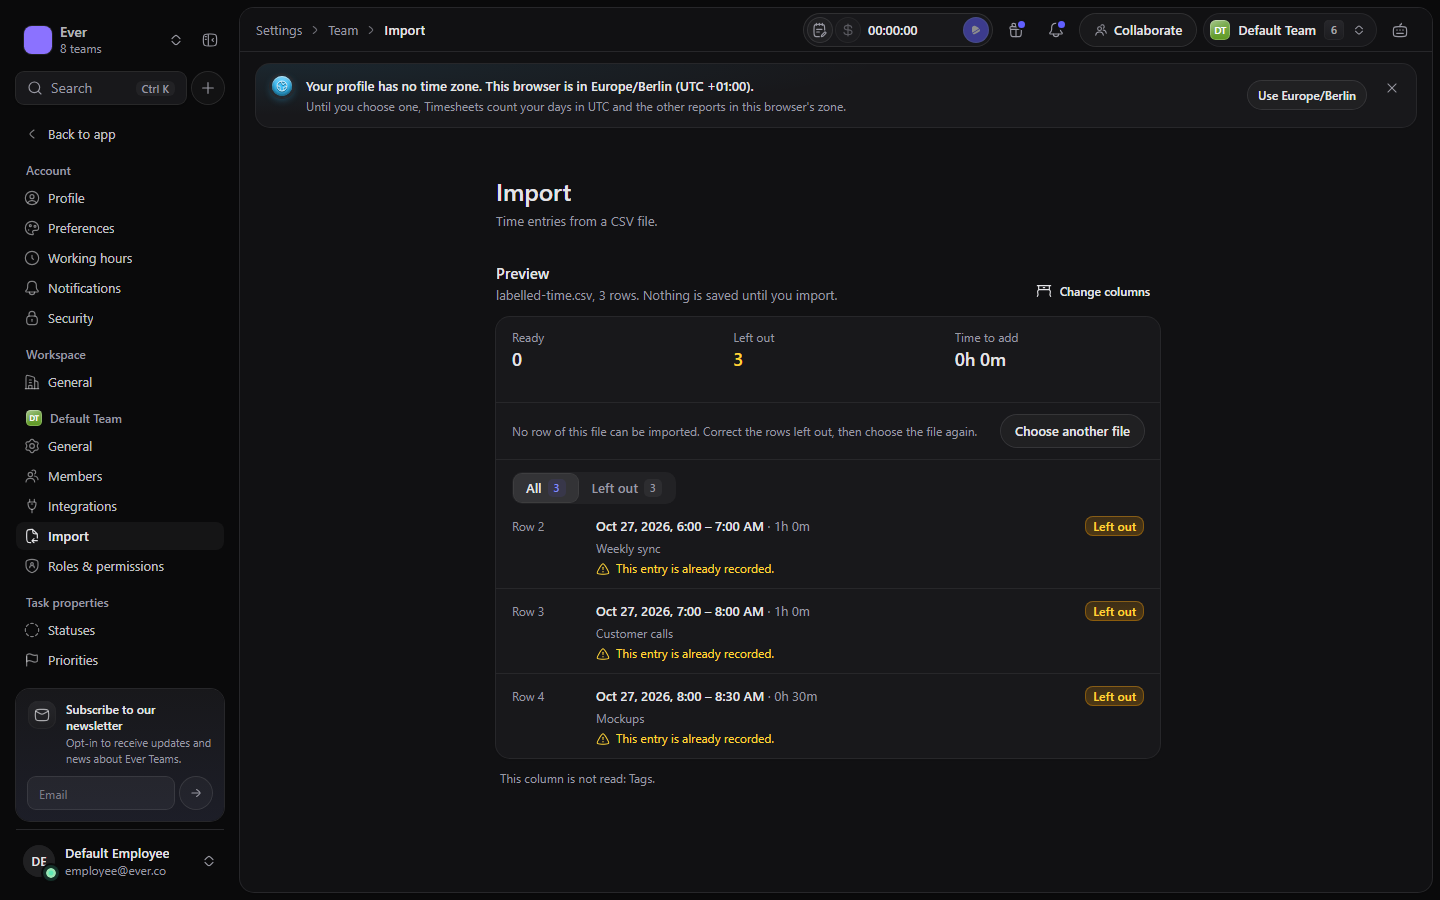 Ever
8 teams
Search
Ctrl K
Back to app
Account
Profile
Preferences
Working hours
Notifications
Security
Workspace
General
DT Default Team
General
Members
Integrations
Import
Roles & permissions
Task properties
Statuses
Priorities
Subscribe to our
newsletter
Opt-in to receive updates and
news about Ever Teams.
Email
DE
Default Employee
employee@ever.co
Settings > Team > Import
00:00:00
Collaborate
DT Default Team 6
Your profile has no time zone. This browser is in Europe/Berlin (UTC +01:00).
Until you choose one, Timesheets count your days in UTC and the other reports in this browser's zone.
Use Europe/Berlin
Import
Time entries from a CSV file.
Preview
labelled-time.csv, 3 rows. Nothing is saved until you import.
Change columns
Ready
0
Left out
3
Time to add
0h 0m
No row of this file can be imported. Correct the rows left out, then choose the file again.
Choose another file
All 3
Left out 3
Row 2
Oct 27, 2026, 6:00 – 7:00 AM · 1h 0m
Left out
Weekly sync
This entry is already recorded.
Row 3
Oct 27, 2026, 7:00 – 8:00 AM · 1h 0m
Left out
Customer calls
This entry is already recorded.
Row 4
Oct 27, 2026, 8:00 – 8:30 AM · 0h 30m
Left out
Mockups
This entry is already recorded.
This column is not read: Tags.